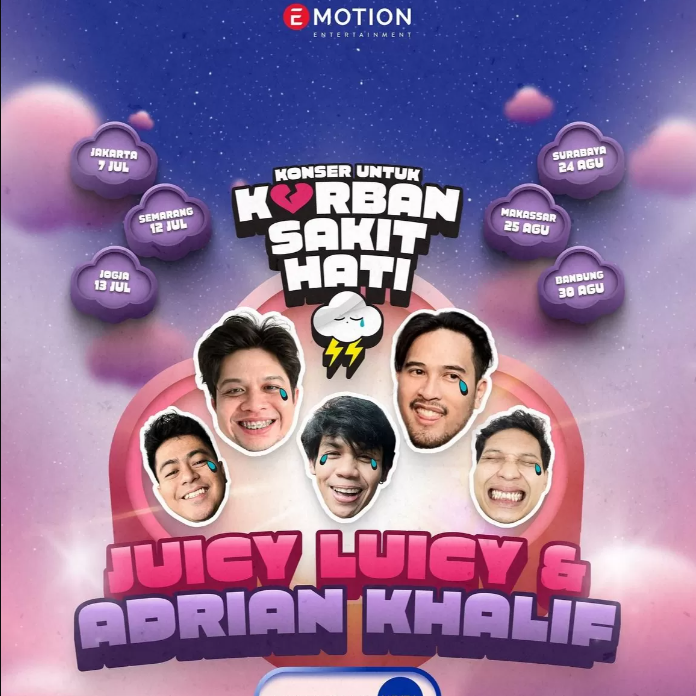 EMOTION
ENTERTAINMENT
KONSER UNTUK
KORBAN
SAKIT
HATI
JAKARTA
7 JUL
SEMARANG
12 JUL
JOGJA
13 JUL
SURABAYA
24 AGU
MAKASSAR
25 AGU
BANDUNG
30 AGU
JUICY LUICY &
ADRIAN KHALIF